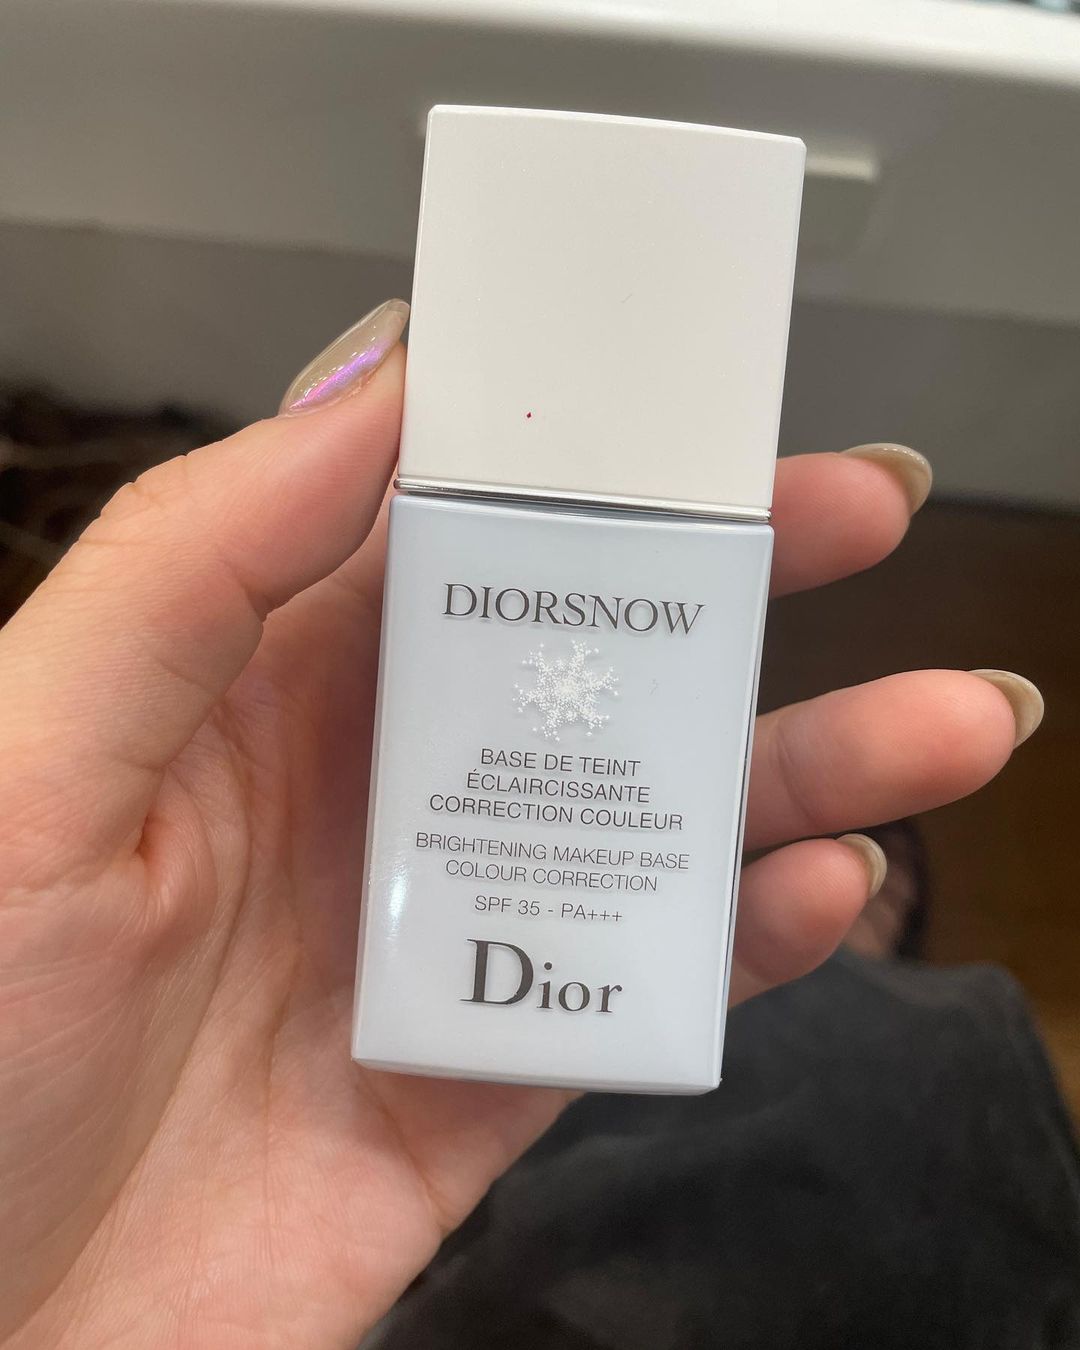 DIORSNOW
BASE DE TEINT
ÉCLAIRCISSANTE
CORRECTION COULEUR
BRIGHTENING MAKEUP BASE
COLOUR CORRECTION
SPF 35 - PA+++
Dior